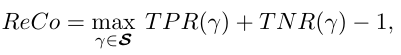 ReCo = max_{γ∈𝓢} TPR(γ) + TNR(γ) − 1,